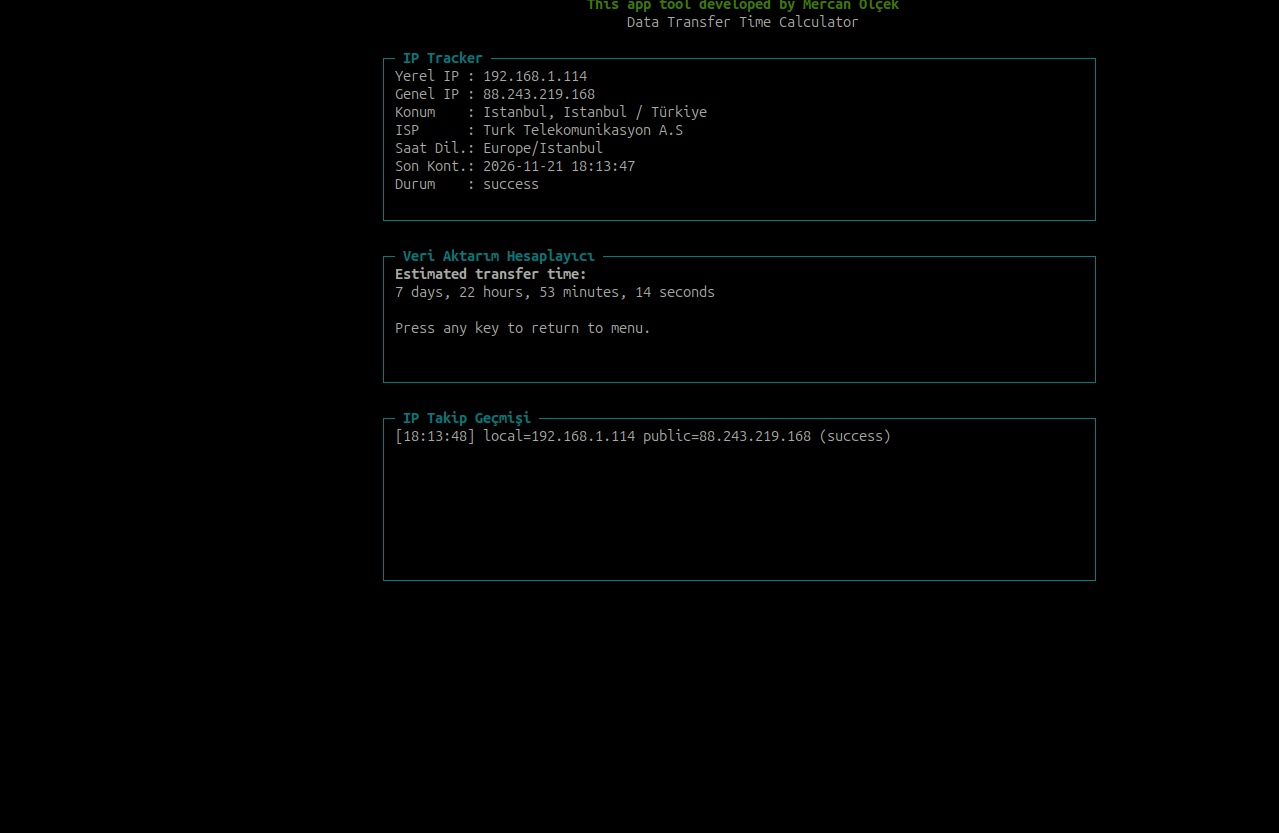 This app tool developed by Mercan Ölçek
Data Transfer Time Calculator
IP Tracker
Yerel IP : 192.168.1.114
Genel IP : 88.243.219.168
Konum    : Istanbul, Istanbul / Türkiye
ISP      : Turk Telekomunikasyon A.S
Saat Dil.: Europe/Istanbul
Son Kont.: 2026-11-21 18:13:47
Durum    : success
Veri Aktarım Hesaplayıcı
Estimated transfer time:
7 days, 22 hours, 53 minutes, 14 seconds
Press any key to return to menu.
IP Takip Geçmişi
[18:13:48] local=192.168.1.114 public=88.243.219.168 (success)